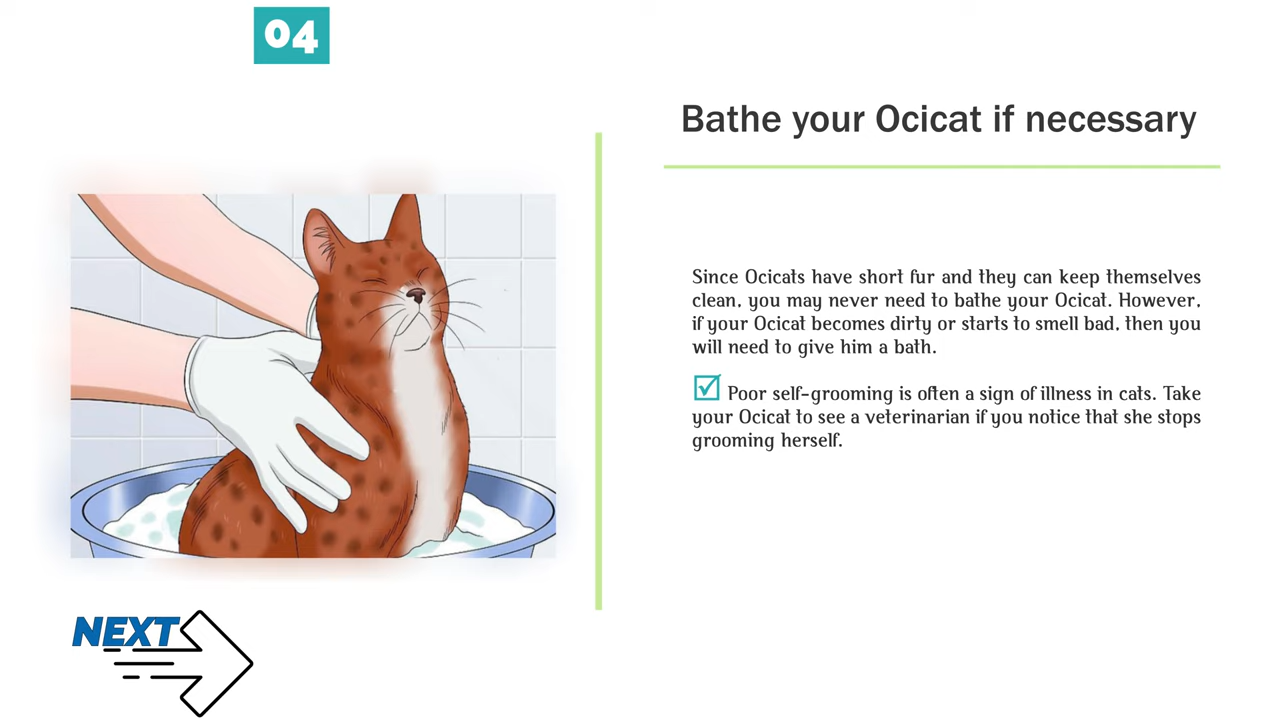 04
Bathe your Ocicat if necessary
Since Ocicats have short fur and they can keep themselves
clean, you may never need to bathe your Ocicat. However,
if your Ocicat becomes dirty or starts to smell bad, then you
will need to give him a bath.
Poor self-grooming is often a sign of illness in cats. Take
your Ocicat to see a veterinarian if you notice that she stops
grooming herself.
NEXT